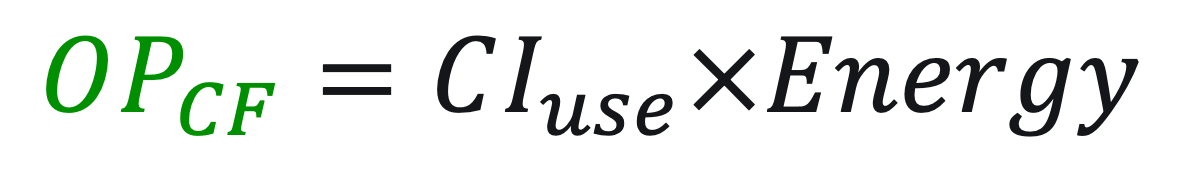 OP_CF = CI_use×Energy